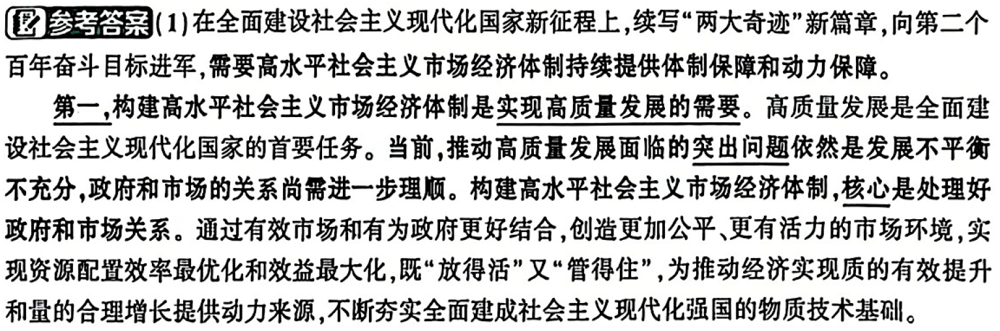 参考答案(1)在全面建设社会主义现代化国家新征程上,续写“两大奇迹”新篇章,向第二个
百年奋斗目标进军,需要高水平社会主义市场经济体制持续提供体制保障和动力保障。
第一,构建高水平社会主义市场经济体制是实现高质量发展的需要。高质量发展是全面建
设社会主义现代化国家的首要任务。当前,推动高质量发展面临的突出问题依然是发展不平衡
不充分,政府和市场的关系尚需进一步理顺。构建高水平社会主义市场经济体制,核心是处理好
政府和市场关系。通过有效市场和有为政府更好结合,创造更加公平、更有活力的市场环境,实
现资源配置效率最优化和效益最大化,既“放得活”又“管得住”,为推动经济实现质的有效提升
和量的合理增长提供动力来源,不断夯实全面建成社会主义现代化强国的物质技术基础。